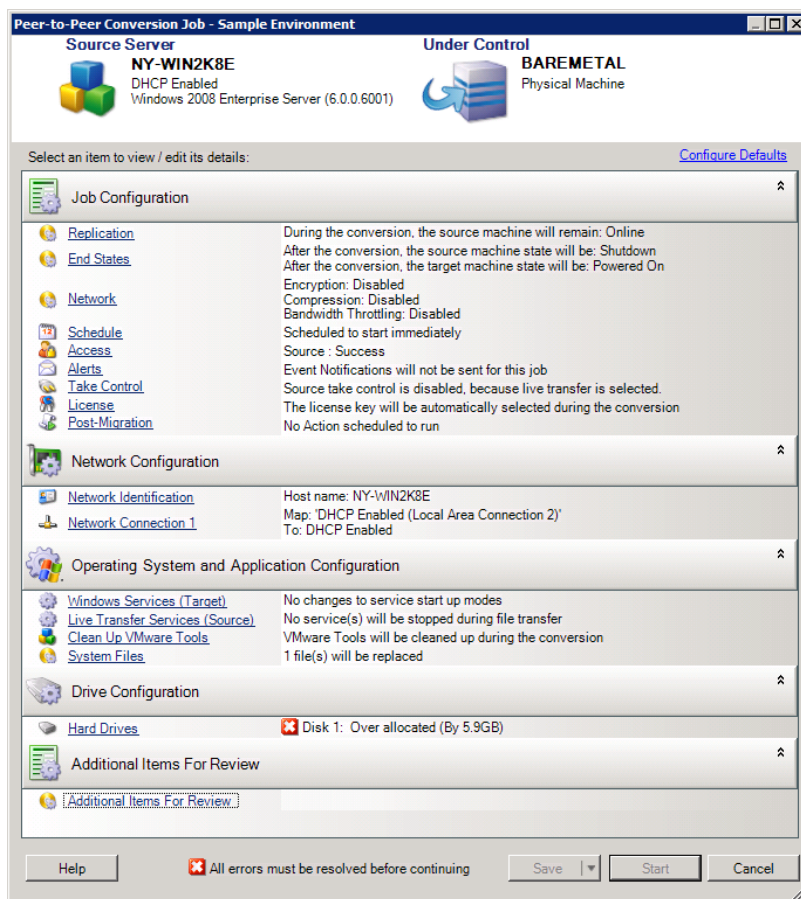 Peer-to-Peer Conversion Job - Sample Environment
Source Server
NY-WIN2K8E
DHCP Enabled
Windows 2008 Enterprise Server (6.0.0.6001)
Under Control
BAREMETAL
Physical Machine
Select an item to view / edit its details:
Configure Defaults
Job Configuration
Replication
During the conversion, the source machine will remain: Online
End States
After the conversion, the source machine state will be: Shutdown
After the conversion, the target machine state will be: Powered On
Network
Encryption: Disabled
Compression: Disabled
Bandwidth Throttling: Disabled
Schedule
Scheduled to start immediately
Access
Source : Success
Alerts
Event Notifications will not be sent for this job
Take Control
Source take control is disabled, because live transfer is selected.
License
The license key will be automatically selected during the conversion
Post-Migration
No Action scheduled to run
Network Configuration
Network Identification
Host name: NY-WIN2K8E
Network Connection 1
Map: 'DHCP Enabled (Local Area Connection 2)'
To: DHCP Enabled
Operating System and Application Configuration
Windows Services (Target)
No changes to service start up modes
Live Transfer Services (Source)
No service(s) will be stopped during file transfer
Clean Up VMware Tools
VMware Tools will be cleaned up during the conversion
System Files
1 file(s) will be replaced
Drive Configuration
Hard Drives
Disk 1: Over allocated (By 5.9GB)
Additional Items For Review
Additional Items For Review
Help
All errors must be resolved before continuing
Save
Start
Cancel